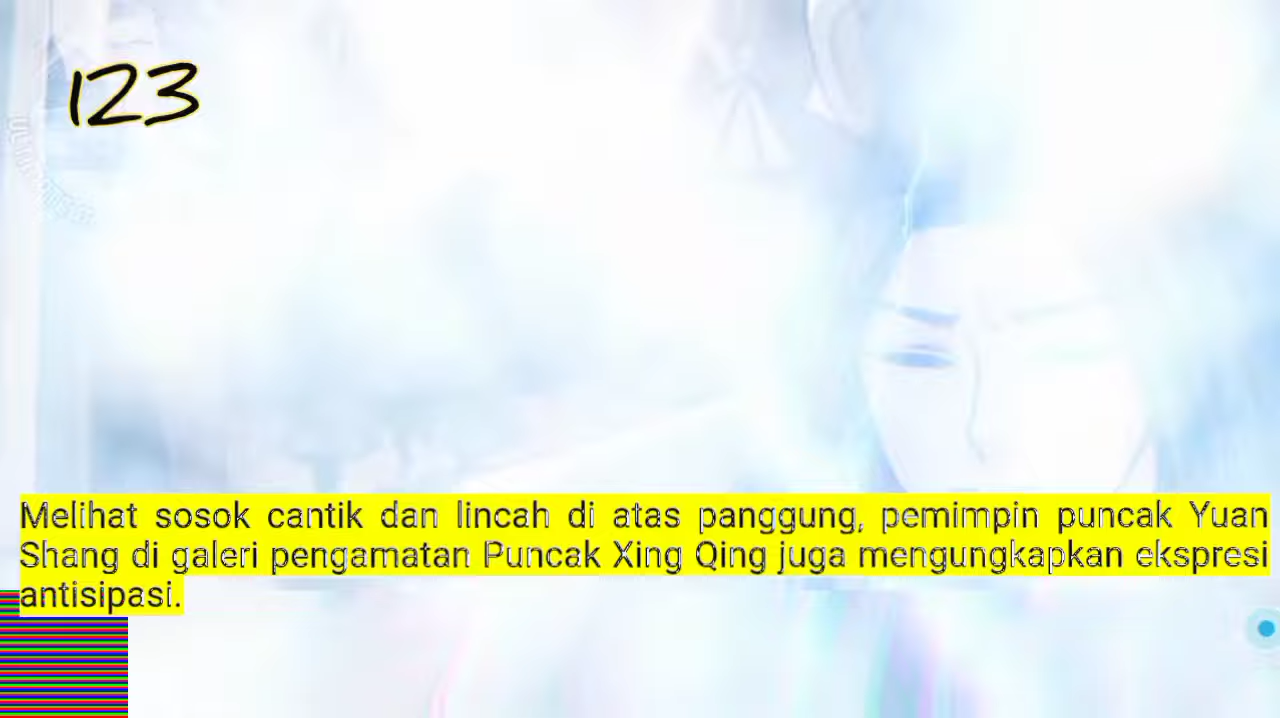 123
Melihat sosok cantik dan lincah di atas panggung, pemimpin puncak Yuan
Shang di galeri pengamatan Puncak Xing Qing juga mengungkapkan ekspresi
antisipasi.